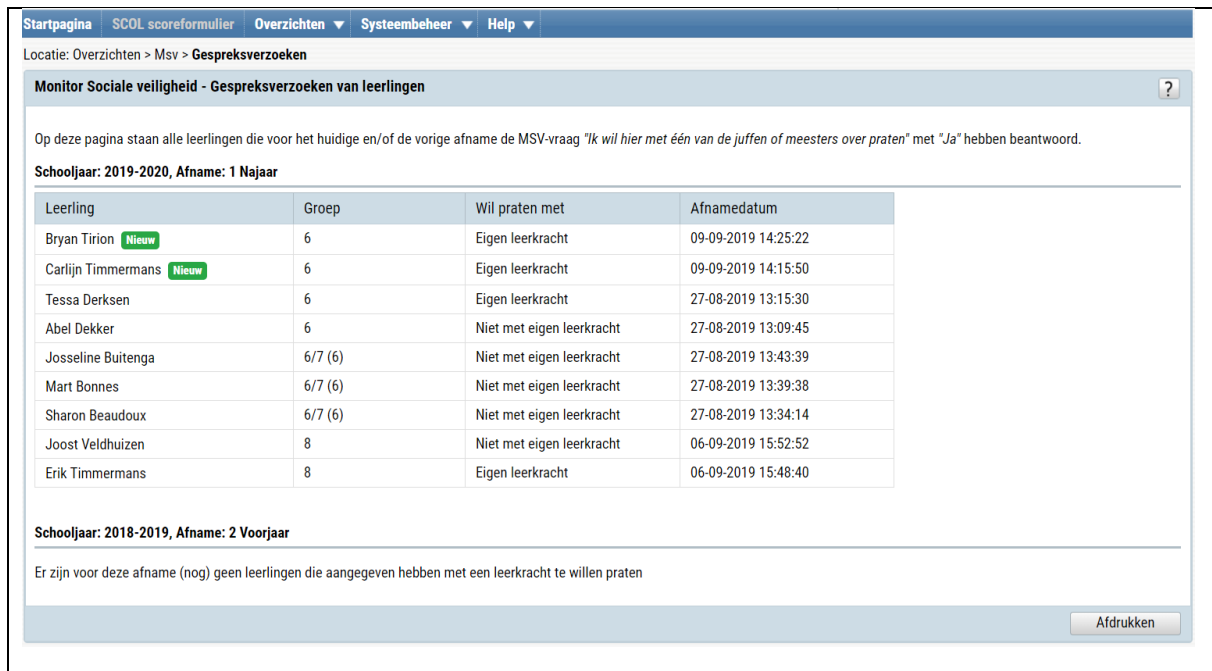 Startpagina SCOL scoreformulier Overzichten ▼ Systeembeheer ▼ Help ▼
Locatie: Overzichten > Msv > Gespreksverzoeken
Monitor Sociale veiligheid - Gespreksverzoeken van leerlingen ?
Op deze pagina staan alle leerlingen die voor het huidige en/of de vorige afname de MSV-vraag "Ik wil hier met één van de juffen of meesters over praten" met "Ja" hebben beantwoord.
Schooljaar: 2019-2020, Afname: 1 Najaar
Leerling Groep Wil praten met Afnamedatum
Bryan Tirion Nieuw 6 Eigen leerkracht 09-09-2019 14:25:22
Carlijn Timmermans Nieuw 6 Eigen leerkracht 09-09-2019 14:15:50
Tessa Derksen 6 Eigen leerkracht 27-08-2019 13:15:30
Abel Dekker 6 Niet met eigen leerkracht 27-08-2019 13:09:45
Josseline Buitenga 6/7 (6) Niet met eigen leerkracht 27-08-2019 13:43:39
Mart Bonnes 6/7 (6) Niet met eigen leerkracht 27-08-2019 13:39:38
Sharon Beaudoux 6/7 (6) Niet met eigen leerkracht 27-08-2019 13:34:14
Joost Veldhuizen 8 Niet met eigen leerkracht 06-09-2019 15:52:52
Erik Timmermans 8 Eigen leerkracht 06-09-2019 15:48:40
Schooljaar: 2018-2019, Afname: 2 Voorjaar
Er zijn voor deze afname (nog) geen leerlingen die aangegeven hebben met een leerkracht te willen praten
Afdrukken